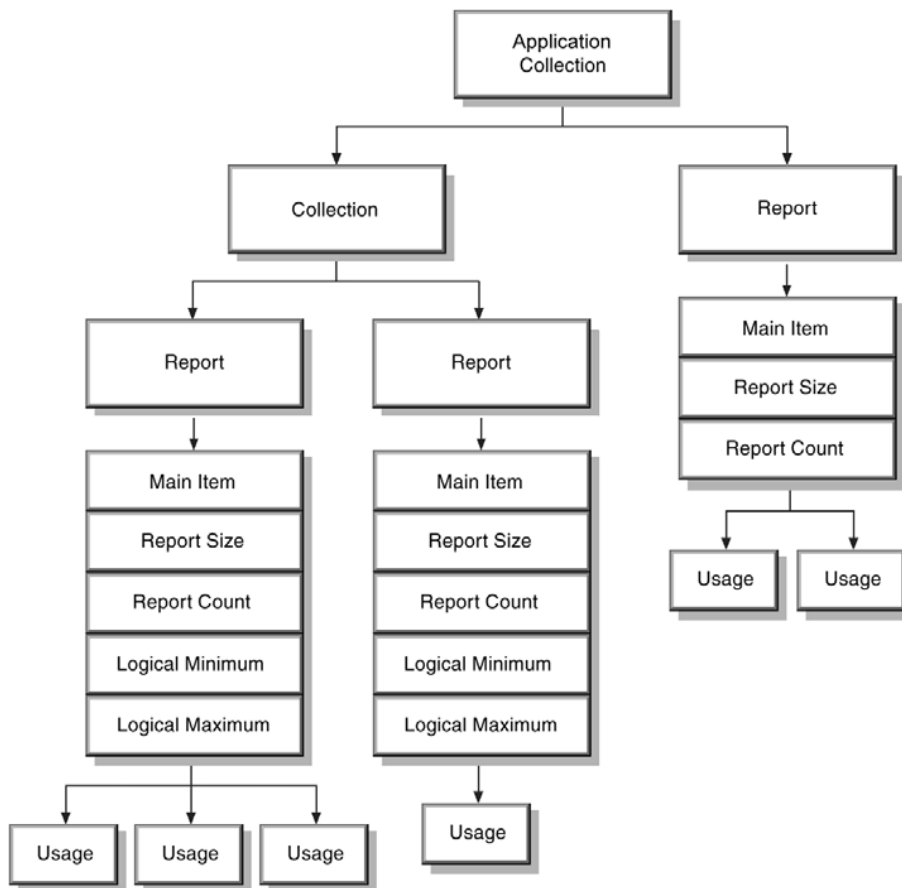 Application
Collection
Collection
Report
Report
Report
Main Item
Report Size
Report Count
Logical Minimum
Logical Maximum
Usage
Usage
Usage
Main Item
Report Size
Report Count
Logical Minimum
Logical Maximum
Usage
Main Item
Report Size
Report Count
Usage
Usage